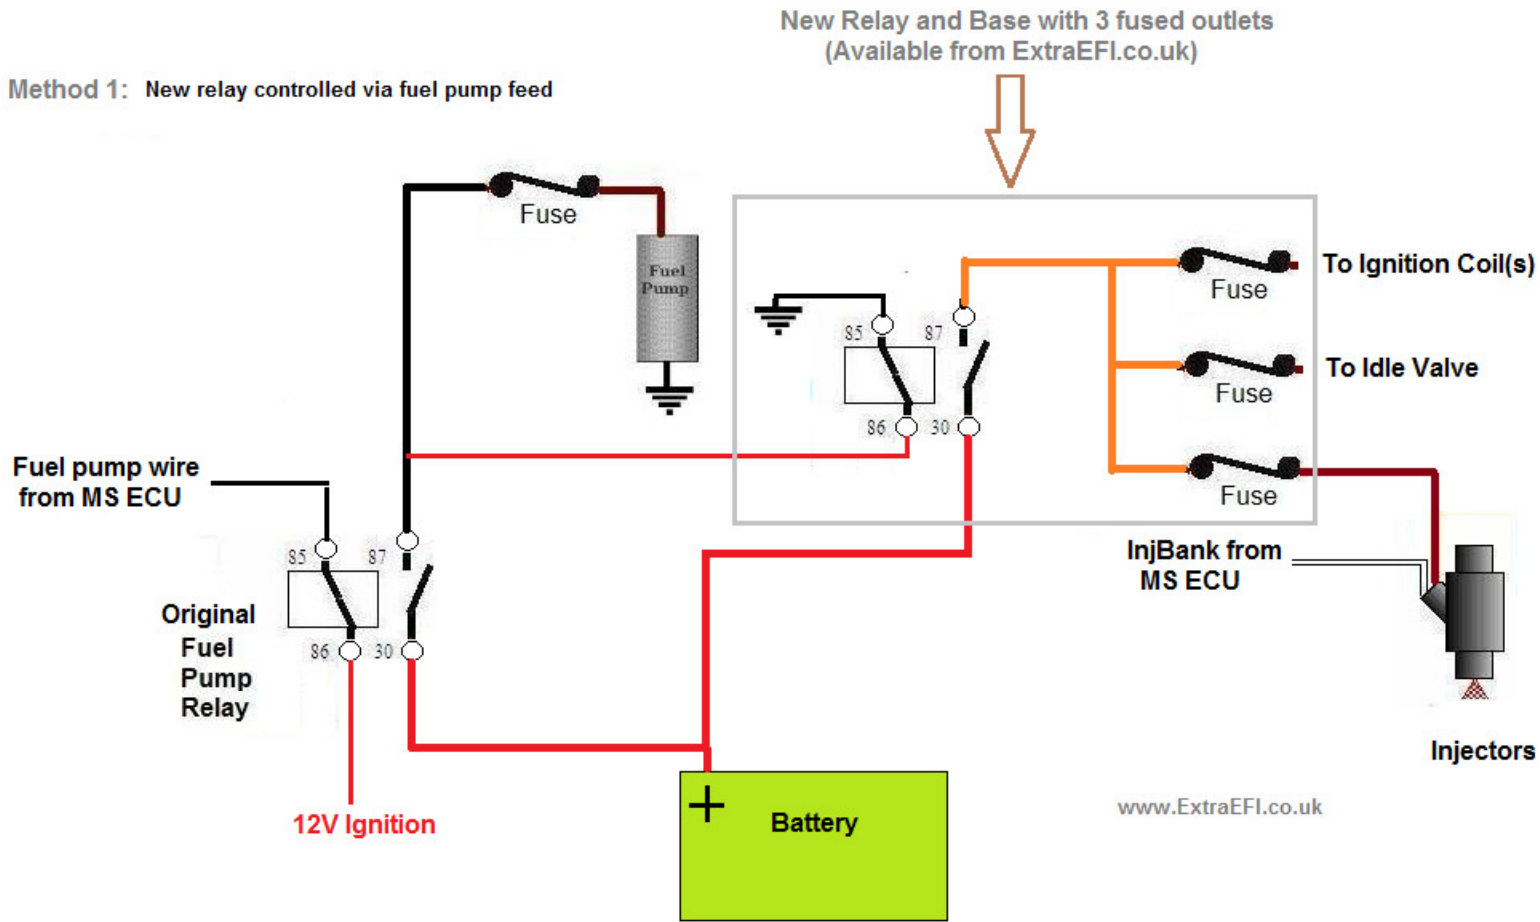 New Relay and Base with 3 fused outlets
(Available from ExtraEFI.co.uk)
Method 1: New relay controlled via fuel pump feed
Fuse
Fuel
Pump
To Ignition Coil(s)
Fuse
85
87
To Idle Valve
Fuse
86
30
Fuel pump wire
from MS ECU
Fuse
InjBank from
MS ECU
85
87
Original
Fuel
Pump
Relay
86
30
Injectors
12V Ignition
+
Battery
www.ExtraEFI.co.uk